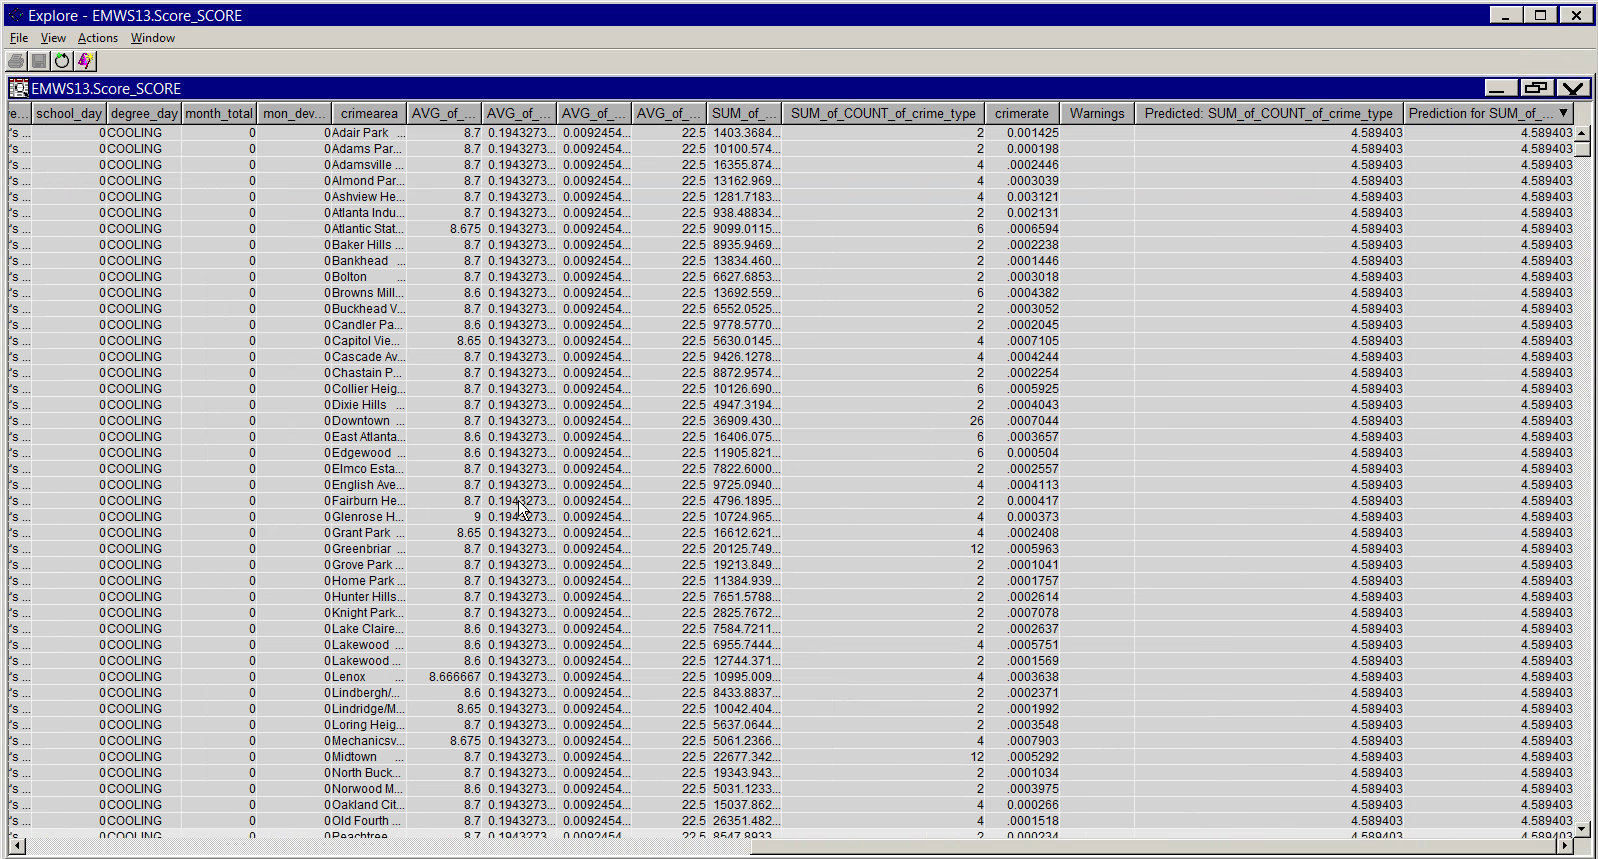 Explore - EMWS13.Score_SCORE
File View Actions Window
EMWS13.Score_SCORE
re... school_day degree_day month_total mon_dev... crimearea AVG_of_... AVG_of_... AVG_of_... AVG_of_... SUM_of_... SUM_of_COUNT_of_crime_type crimerate Warnings Predicted: SUM_of_COUNT_of_crime_type Prediction for SUM_of_... ▼
's ... 0 COOLING 0 0 Adair Park ... 8.7 0.1943273... 0.0092454... 22.5 1403.3684... 2 0.001425 4.589403 4.589403
's ... 0 COOLING 0 0 Adams Par... 8.7 0.1943273... 0.0092454... 22.5 10100.574... 2 0.000198 4.589403 4.589403
's ... 0 COOLING 0 0 Adamsville ... 8.7 0.1943273... 0.0092454... 22.5 16355.874... 4 .0002446 4.589403 4.589403
's ... 0 COOLING 0 0 Almond Par... 8.7 0.1943273... 0.0092454... 22.5 13162.969... 4 .0003039 4.589403 4.589403
's ... 0 COOLING 0 0 Ashview He... 8.7 0.1943273... 0.0092454... 22.5 1281.7183... 4 0.003121 4.589403 4.589403
's ... 0 COOLING 0 0 Atlanta Indu... 8.7 0.1943273... 0.0092454... 22.5 938.48834... 2 0.002131 4.589403 4.589403
's ... 0 COOLING 0 0 Atlantic Stat... 8.675 0.1943273... 0.0092454... 22.5 9099.0115... 6 .0006594 4.589403 4.589403
's ... 0 COOLING 0 0 Baker Hills ... 8.7 0.1943273... 0.0092454... 22.5 8935.9469... 2 .0002238 4.589403 4.589403
's ... 0 COOLING 0 0 Bankhead ... 8.7 0.1943273... 0.0092454... 22.5 13834.460... 2 .0001446 4.589403 4.589403
's ... 0 COOLING 0 0 Bolton ... 8.7 0.1943273... 0.0092454... 22.5 6627.6853... 2 .0003018 4.589403 4.589403
's ... 0 COOLING 0 0 Browns Mill... 8.6 0.1943273... 0.0092454... 22.5 13692.559... 6 .0004382 4.589403 4.589403
's ... 0 COOLING 0 0 Buckhead V... 8.7 0.1943273... 0.0092454... 22.5 6552.0525... 2 .0003052 4.589403 4.589403
's ... 0 COOLING 0 0 Candler Pa... 8.6 0.1943273... 0.0092454... 22.5 9778.5770... 2 .0002045 4.589403 4.589403
's ... 0 COOLING 0 0 Capitol Vie... 8.65 0.1943273... 0.0092454... 22.5 5630.0145... 4 .0007105 4.589403 4.589403
's ... 0 COOLING 0 0 Cascade Av... 8.7 0.1943273... 0.0092454... 22.5 9426.1278... 4 .0004244 4.589403 4.589403
's ... 0 COOLING 0 0 Chastain P... 8.7 0.1943273... 0.0092454... 22.5 8872.9574... 2 .0002254 4.589403 4.589403
's ... 0 COOLING 0 0 Collier Heig... 8.7 0.1943273... 0.0092454... 22.5 10126.690... 6 .0005925 4.589403 4.589403
's ... 0 COOLING 0 0 Dixie Hills ... 8.7 0.1943273... 0.0092454... 22.5 4947.3194... 2 .0004043 4.589403 4.589403
's ... 0 COOLING 0 0 Downtown ... 8.7 0.1943273... 0.0092454... 22.5 36909.430... 26 .0007044 4.589403 4.589403
's ... 0 COOLING 0 0 East Atlanta... 8.6 0.1943273... 0.0092454... 22.5 16406.075... 6 .0003657 4.589403 4.589403
's ... 0 COOLING 0 0 Edgewood ... 8.6 0.1943273... 0.0092454... 22.5 11905.821... 6 0.000504 4.589403 4.589403
's ... 0 COOLING 0 0 Elmco Esta... 8.7 0.1943273... 0.0092454... 22.5 7822.6000... 2 .0002557 4.589403 4.589403
's ... 0 COOLING 0 0 English Ave... 8.7 0.1943273... 0.0092454... 22.5 9725.0940... 4 .0004113 4.589403 4.589403
's ... 0 COOLING 0 0 Fairburn He... 8.7 0.1943273... 0.0092454... 22.5 4796.1895... 2 0.000417 4.589403 4.589403
's ... 0 COOLING 0 0 Glenrose H... 9 0.1943273... 0.0092454... 22.5 10724.965... 4 0.000373 4.589403 4.589403
's ... 0 COOLING 0 0 Grant Park ... 8.65 0.1943273... 0.0092454... 22.5 16612.621... 4 .0002408 4.589403 4.589403
's ... 0 COOLING 0 0 Greenbriar ... 8.7 0.1943273... 0.0092454... 22.5 20125.749... 12 .0005963 4.589403 4.589403
's ... 0 COOLING 0 0 Grove Park ... 8.7 0.1943273... 0.0092454... 22.5 19213.849... 2 .0001041 4.589403 4.589403
's ... 0 COOLING 0 0 Home Park ... 8.7 0.1943273... 0.0092454... 22.5 11384.939... 2 .0001757 4.589403 4.589403
's ... 0 COOLING 0 0 Hunter Hills... 8.7 0.1943273... 0.0092454... 22.5 7651.5788... 2 .0002614 4.589403 4.589403
's ... 0 COOLING 0 0 Knight Park... 8.7 0.1943273... 0.0092454... 22.5 2825.7672... 2 .0007078 4.589403 4.589403
's ... 0 COOLING 0 0 Lake Claire... 8.6 0.1943273... 0.0092454... 22.5 7584.7211... 2 .0002637 4.589403 4.589403
's ... 0 COOLING 0 0 Lakewood ... 8.6 0.1943273... 0.0092454... 22.5 6955.7444... 4 .0005751 4.589403 4.589403
's ... 0 COOLING 0 0 Lakewood ... 8.6 0.1943273... 0.0092454... 22.5 12744.371... 2 .0001569 4.589403 4.589403
's ... 0 COOLING 0 0 Lenox ... 8.666667 0.1943273... 0.0092454... 22.5 10995.009... 4 .0003638 4.589403 4.589403
's ... 0 COOLING 0 0 Lindbergh/... 8.6 0.1943273... 0.0092454... 22.5 8433.8837... 2 .0002371 4.589403 4.589403
's ... 0 COOLING 0 0 Lindridge/M... 8.65 0.1943273... 0.0092454... 22.5 10042.404... 2 .0001992 4.589403 4.589403
's ... 0 COOLING 0 0 Loring Heig... 8.7 0.1943273... 0.0092454... 22.5 5637.0644... 2 .0003548 4.589403 4.589403
's ... 0 COOLING 0 0 Mechanicsv... 8.675 0.1943273... 0.0092454... 22.5 5061.2366... 4 .0007903 4.589403 4.589403
's ... 0 COOLING 0 0 Midtown ... 8.7 0.1943273... 0.0092454... 22.5 22677.342... 12 .0005292 4.589403 4.589403
's ... 0 COOLING 0 0 North Buck... 8.7 0.1943273... 0.0092454... 22.5 19343.943... 2 .0001034 4.589403 4.589403
's ... 0 COOLING 0 0 Norwood M... 8.6 0.1943273... 0.0092454... 22.5 5031.1233... 2 .0003975 4.589403 4.589403
's ... 0 COOLING 0 0 Oakland Cit... 8.7 0.1943273... 0.0092454... 22.5 15037.862... 4 0.000266 4.589403 4.589403
's ... 0 COOLING 0 0 Old Fourth ... 8.7 0.1943273... 0.0092454... 22.5 26351.482... 4 .0001518 4.589403 4.589403
's ... 0 COOLING 0 0 Peachtree ... 8.7 0.1943273... 0.0092454... 22.5 8547.8933... 2 0.000234 4.589403 4.589403